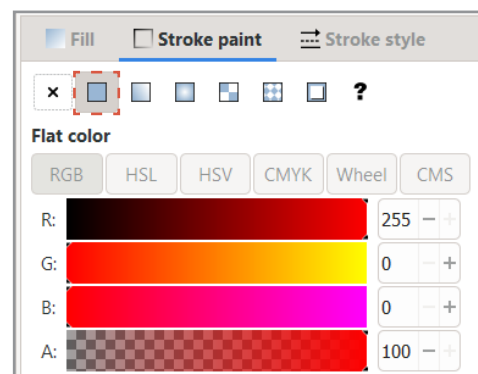 Fill Stroke paint Stroke style
× ?
Flat color
RGB HSL HSV CMYK Wheel CMS
R: 255 − +
G: 0 − +
B: 0 − +
A: 100 − +